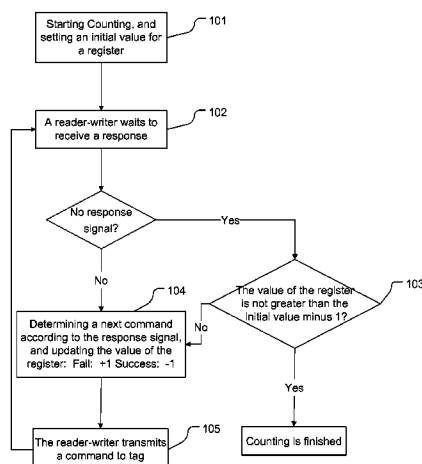 Starting Counting, and
setting an initial value for
a register
101
A reader-writer waits to
receive a response
102
No response
signal?
Yes
No
The value of the register
is not greater than the
initial value minus 1?
103
104
No
Determining a next command
according to the response signal,
and updating the value of the
register: Fail: +1 Success: -1
Yes
105
The reader-writer transmits
a command to tag
Counting is finished